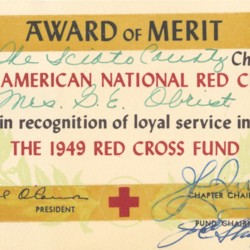 AWARD OF MERIT
The Scioto County Ch
AMERICAN NATIONAL RED C
Mrs. G.E. Obrist
in recognition of loyal service in
THE 1949 RED CROSS FUND
PRESIDENT
CHAPTER CHAIR
FUND CHAIR